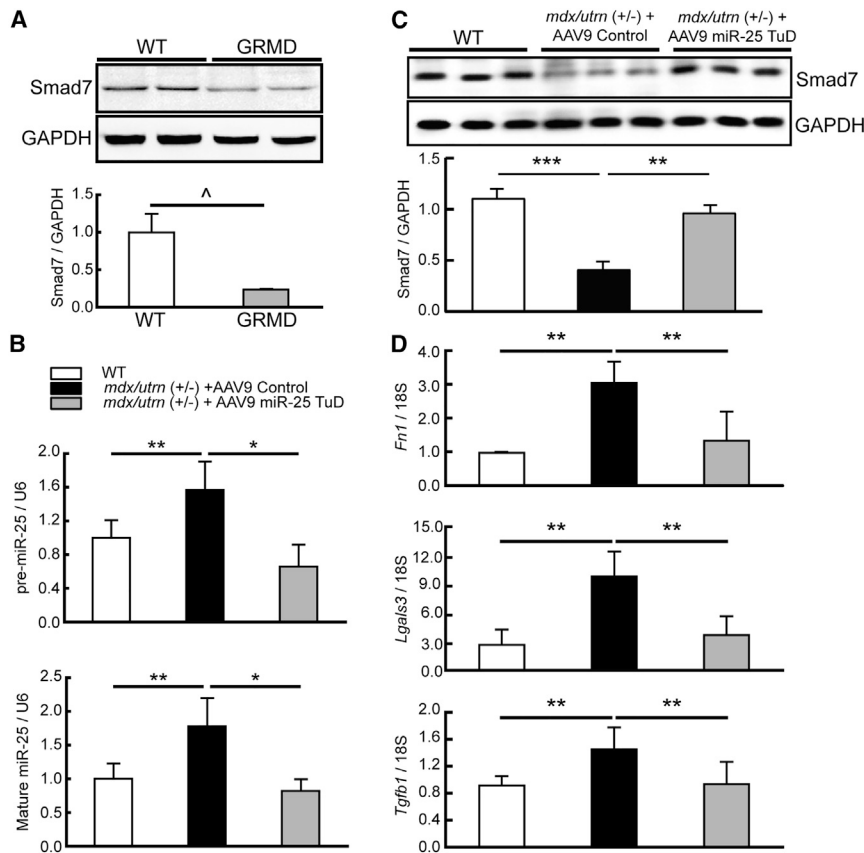 A
WT GRMD
Smad7
GAPDH
^
Smad7 / GAPDH
1.5
1.0
0.5
0.0
WT GRMD
B
WT
mdx/utrn (+/-) +AAV9 Control
mdx/utrn (+/-) + AAV9 miR-25 TuD
** *
pre-miR-25 / U6
2.0
1.6
1.2
0.8
0.4
0.0
** *
Mature miR-25 / U6
2.5
2.0
1.5
1.0
0.5
0.0
C
WT
mdx/utrn (+/-) +
AAV9 Control
mdx/utrn (+/-) +
AAV9 miR-25 TuD
Smad7
GAPDH
*** **
Smad7 / GAPDH
1.5
1.0
0.5
0.0
D
** **
Fn1 / 18S
4.0
3.0
2.0
1.0
0.0
** **
Lgals3 / 18S
15.0
12.0
9.0
6.0
3.0
0.0
** **
Tgfb1 / 18S
2.0
1.6
1.2
0.8
0.4
0.0